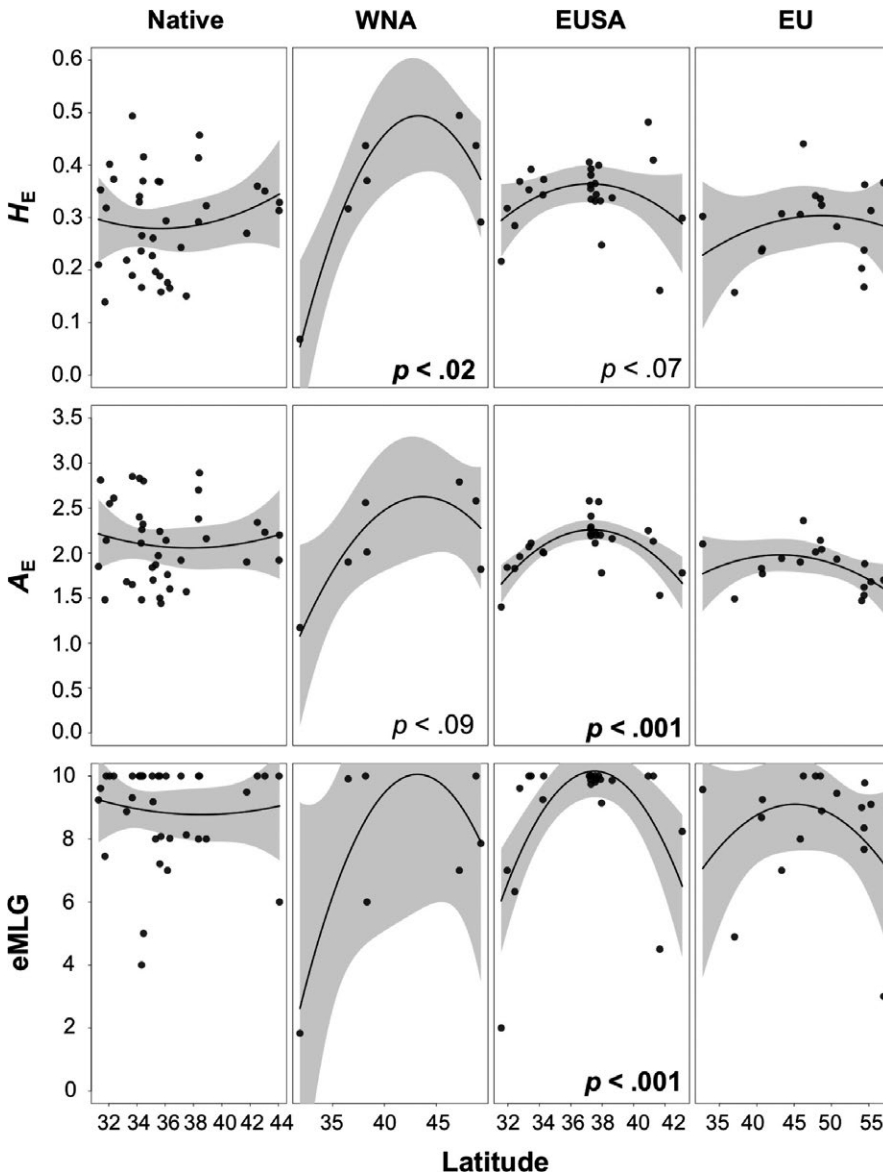 Native WNA EUSA EU
0.6
0.5
0.4
0.3
0.2
0.1
0.0
HE
p < .02
p < .07
3.5
3.0
2.5
2.0
1.5
1.0
0.5
0.0
AE
p < .09
p < .001
10
8
6
4
2
0
eMLG
p < .001
32 34 36 38 40 42 44 35 40 45 32 34 36 38 40 42 35 40 45 50 55
Latitude